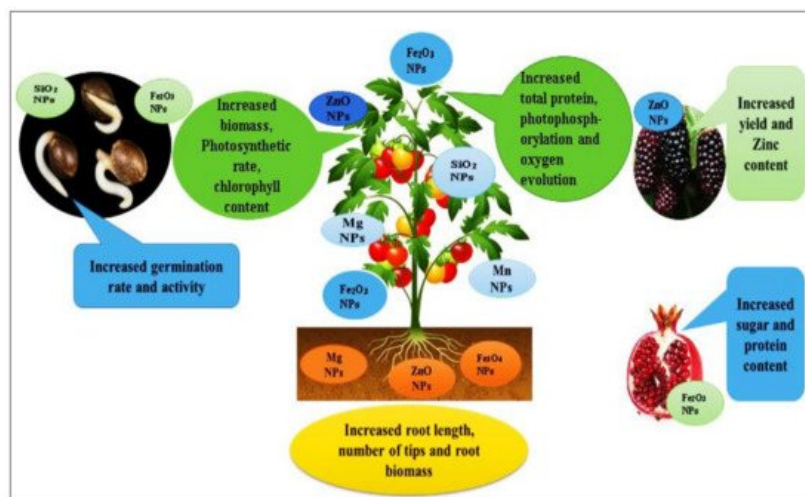 SiO₂
NPs
Fe₂O₃
NPs
Increased
biomass,
Photosynthetic
rate,
chlorophyll
content
Increased germination
rate and activity
Fe₂O₃
NPs
ZnO
NPs
SiO₂
NPs
Mg
NPs
Mn
NPs
Fe₂O₃
NPs
Increased
total protein,
photophosph-
orylation and
oxygen
evolution
ZnO
NPs
Increased
yield and
Zinc
content
Mg
NPs
ZnO
NPs
Fe₃O₄
NPs
Increased root length,
number of tips and root
biomass
Increased
sugar and
protein
content
Fe₂O₃
NPs